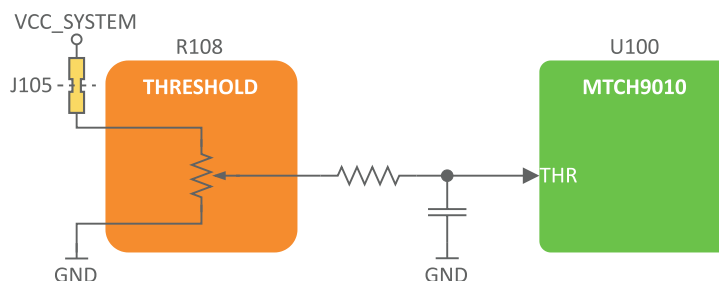 VCC_SYSTEM
R108
U100
J105
THRESHOLD
MTCH9010
THR
GND
GND